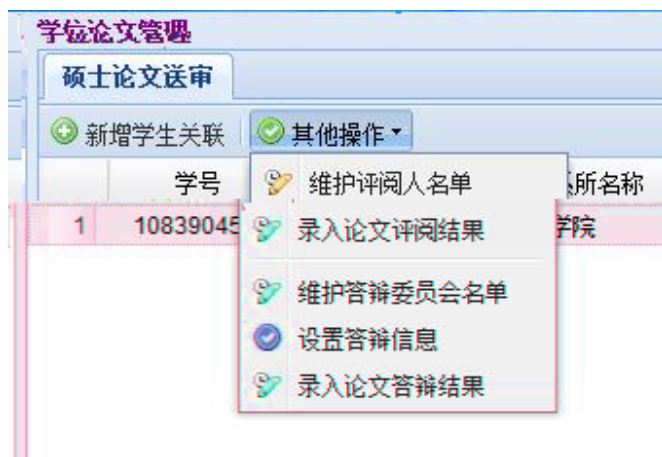 学位论文管理
硕士论文送审
新增学生关联 其他操作
学号 维护评阅人名单 所名称
1 10839045 录入论文评阅结果 学院
维护答辩委员会名单
设置答辩信息
录入论文答辩结果